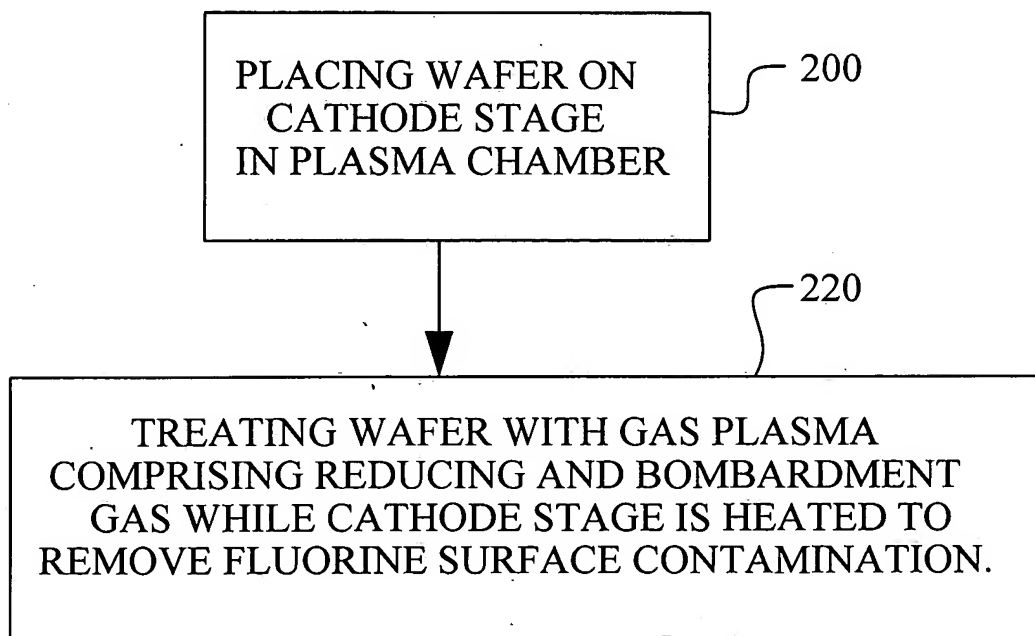 PLACING WAFER ON
CATHODE STAGE
IN PLASMA CHAMBER
200
220
TREATING WAFER WITH GAS PLASMA
COMPRISING REDUCING AND BOMBARDMENT
GAS WHILE CATHODE STAGE IS HEATED TO
REMOVE FLUORINE SURFACE CONTAMINATION.